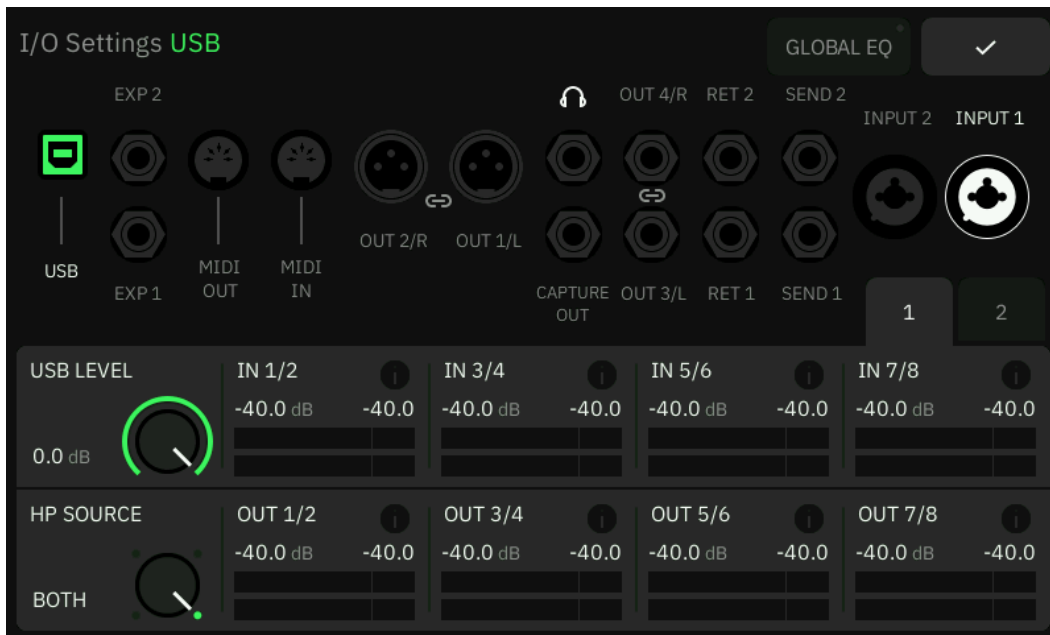 I/O Settings USB
GLOBAL EQ
EXP 2
OUT 4/R
RET 2
SEND 2
INPUT 2
INPUT 1
USB
EXP 1
MIDI
OUT
MIDI
IN
OUT 2/R
OUT 1/L
CAPTURE
OUT
OUT 3/L
RET 1
SEND 1
1
2
USB LEVEL
0.0 dB
IN 1/2
i
-40.0 dB
-40.0
IN 3/4
i
-40.0 dB
-40.0
IN 5/6
i
-40.0 dB
-40.0
IN 7/8
i
-40.0 dB
-40.0
HP SOURCE
BOTH
OUT 1/2
i
-40.0 dB
-40.0
OUT 3/4
i
-40.0 dB
-40.0
OUT 5/6
i
-40.0 dB
-40.0
OUT 7/8
i
-40.0 dB
-40.0